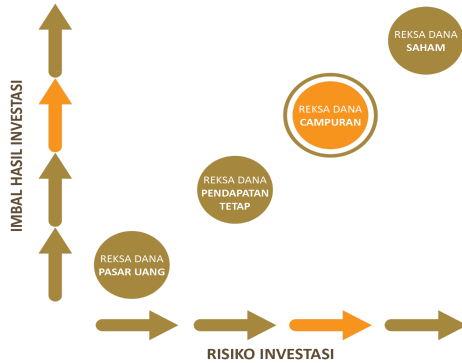 REKSA DANA
SAHAM
REKSA DANA
CAMPURAN
REKSA DANA
PENDAPATAN
TETAP
REKSA DANA
PASAR UANG
IMBAL HASIL INVESTASI
RISIKO INVESTASI